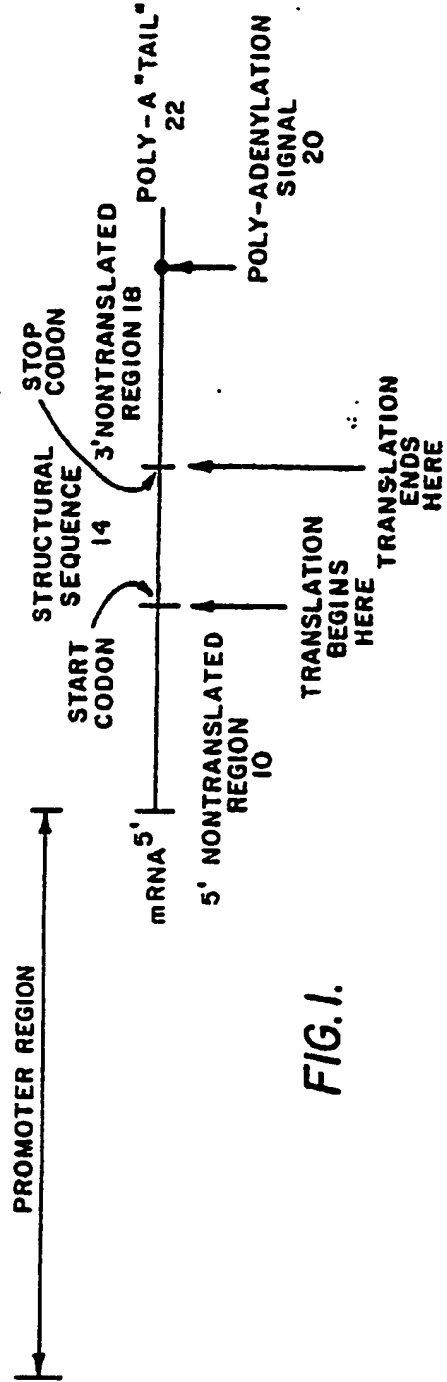 PROMOTER REGION
mRNA 5'
5' NONTRANSLATED
REGION
10
START
CODON
TRANSLATION
BEGINS
HERE
STRUCTURAL
SEQUENCE
14
STOP
CODON
TRANSLATION
ENDS
HERE
3'NONTRANSLATED
REGION 18
POLY-A "TAIL"
22
POLY-ADENYLATION
SIGNAL
20
FIG. 1.